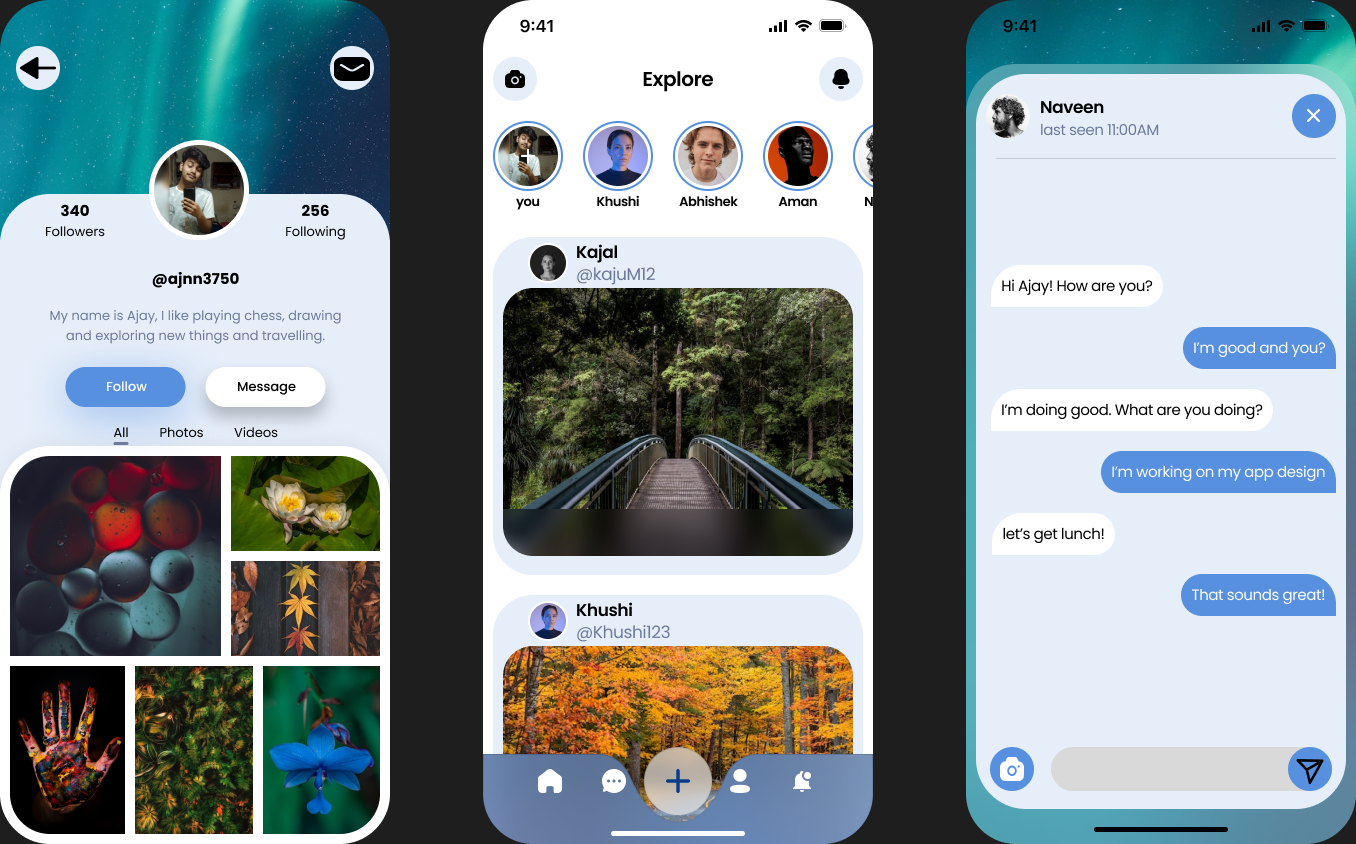 340
Followers
256
Following
@ajnn3750
My name is Ajay, I like playing chess, drawing
and exploring new things and travelling.
Follow
Message
All
Photos
Videos
9:41
Explore
you
Khushi
Abhishek
Aman
N
Kajal
@kajuM12
Khushi
@Khushi123
9:41
Naveen
last seen 11:00AM
Hi Ajay! How are you?
I'm good and you?
I'm doing good. What are you doing?
I'm working on my app design
let's get lunch!
That sounds great!